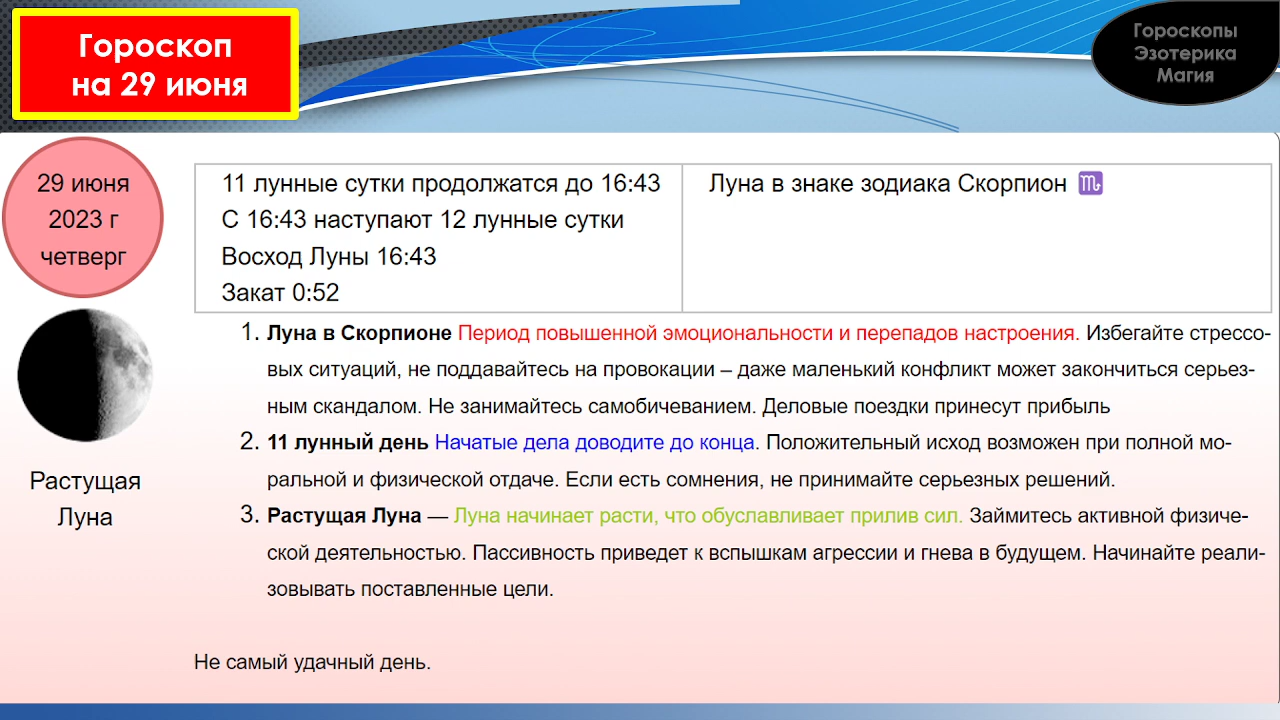 Гороскоп
на 29 июня
Гороскопы
Эзотерика
Магия
29 июня
2023 г
четверг
11 лунные сутки продолжатся до 16:43
С 16:43 наступают 12 лунные сутки
Восход Луны 16:43
Закат 0:52
Луна в знаке зодиака Скорпион ♏
Растущая
Луна
1. Луна в Скорпионе Период повышенной эмоциональности и перепадов настроения. Избегайте стрессо-
вых ситуаций, не поддавайтесь на провокации – даже маленький конфликт может закончиться серьез-
ным скандалом. Не занимайтесь самобичеванием. Деловые поездки принесут прибыль
2. 11 лунный день Начатые дела доводите до конца. Положительный исход возможен при полной мо-
ральной и физической отдаче. Если есть сомнения, не принимайте серьезных решений.
3. Растущая Луна — Луна начинает расти, что обуславливает прилив сил. Займитесь активной физиче-
ской деятельностью. Пассивность приведет к вспышкам агрессии и гнева в будущем. Начинайте реали-
зовывать поставленные цели.
Не самый удачный день.